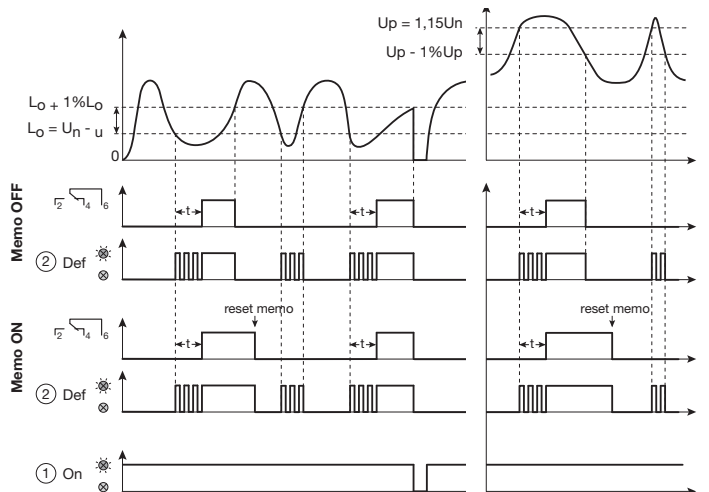 Up = 1,15Un
Up - 1%Up
Lo + 1%Lo
Lo = Un - u
0
Memo OFF
2 4 6
t
t
t
2 Def
Memo ON
reset memo
reset memo
2 4 6
t
t
t
2 Def
1 On